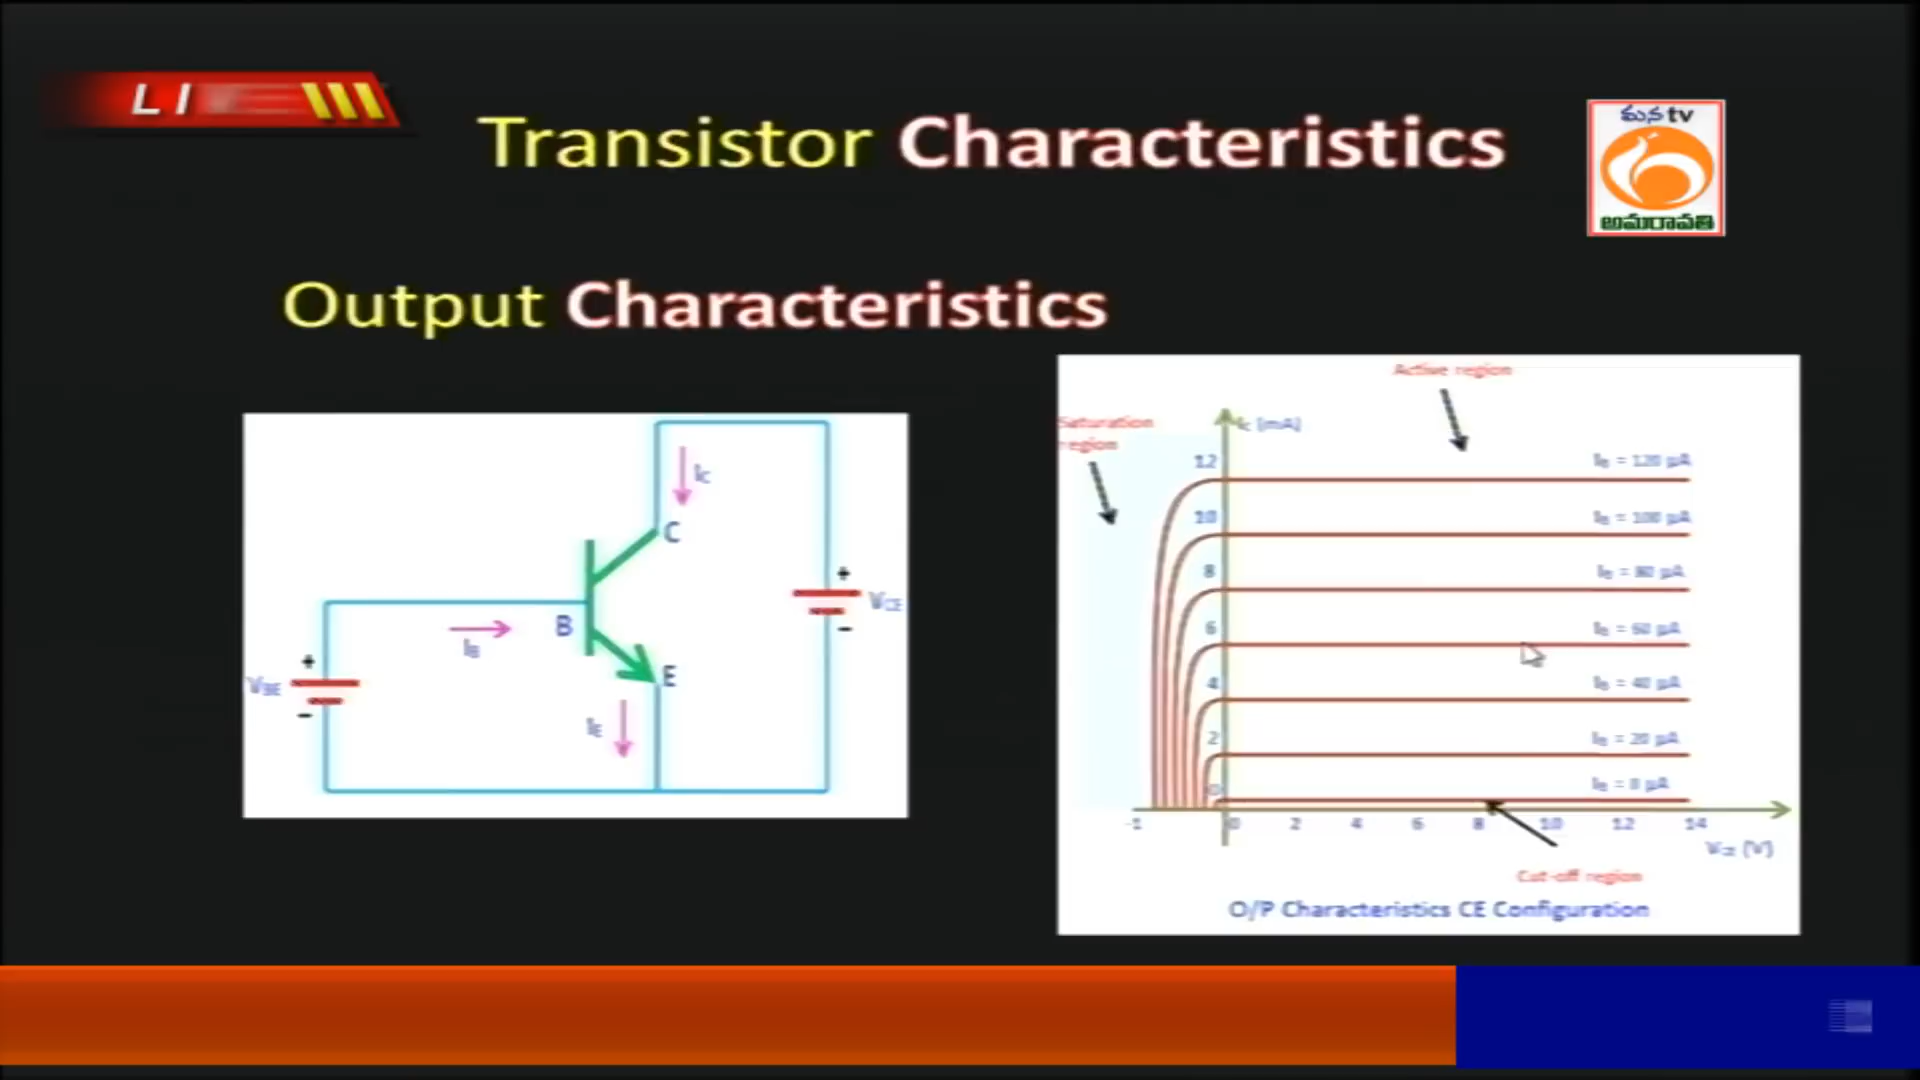 LI
Transistor Characteristics
మన tv
అమరావతి
Output Characteristics
IC
C
B
IB
E
IE
+
VBE
-
+
VCE
-
Active region
Saturation
region
IC (mA)
12
10
8
6
4
2
0
IB = 120 μA
IB = 100 μA
IB = 80 μA
IB = 60 μA
IB = 40 μA
IB = 20 μA
IB = 0 μA
-1 0 2 4 6 8 10 12 14
VCE (V)
Cut-off region
O/P Characteristics CE Configuration